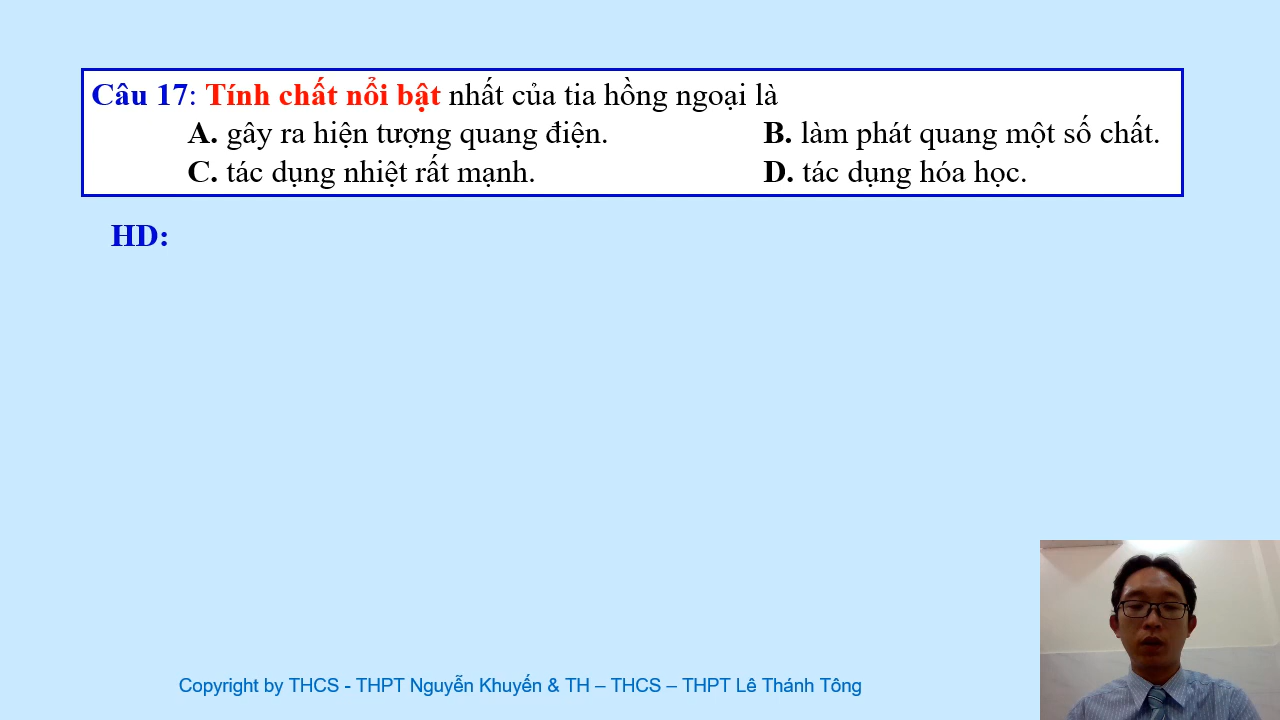 Câu 17: Tính chất nổi bật nhất của tia hồng ngoại là
A. gây ra hiện tượng quang điện. B. làm phát quang một số chất.
C. tác dụng nhiệt rất mạnh. D. tác dụng hóa học.
HD:
Copyright by THCS - THPT Nguyễn Khuyến & TH – THCS – THPT Lê Thánh Tông